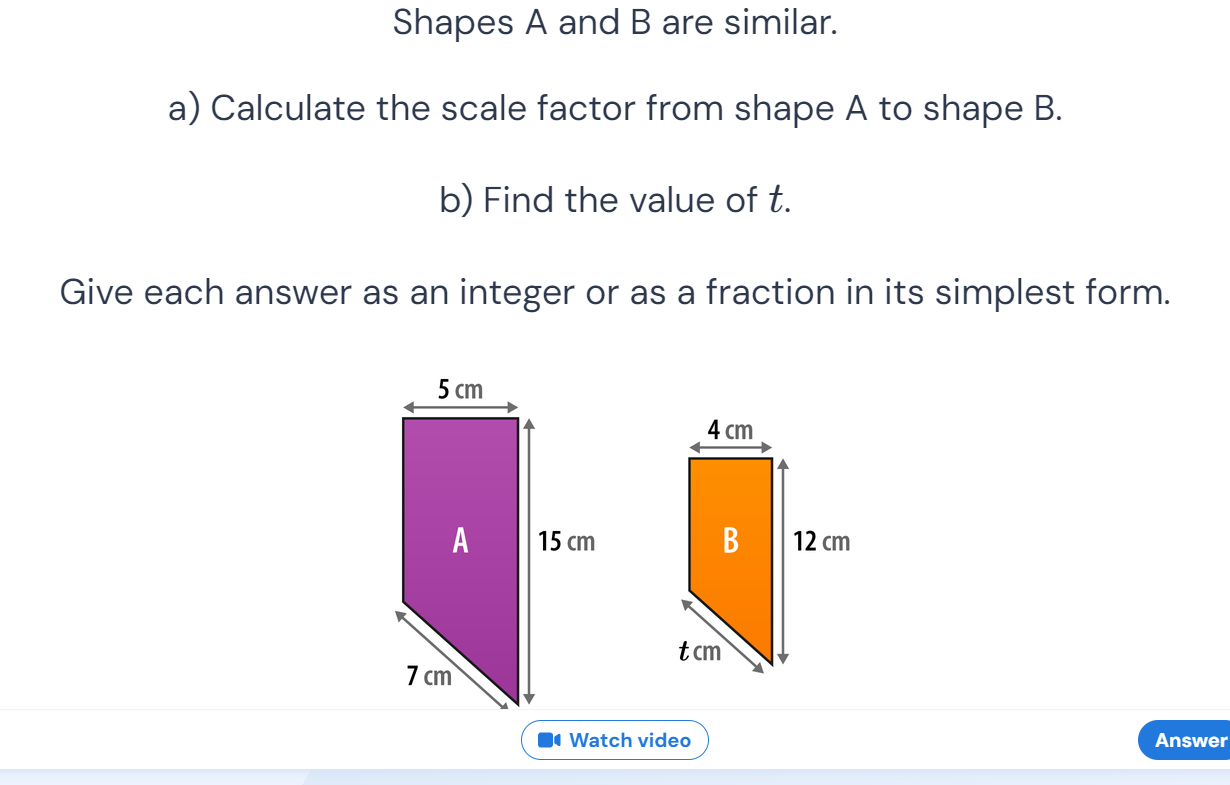 Shapes A and B are similar.
a) Calculate the scale factor from shape A to shape B.
b) Find the value of t.
Give each answer as an integer or as a fraction in its simplest form.
5 cm
4 cm
A
15 cm
B
12 cm
t cm
7 cm
Watch video
Answer